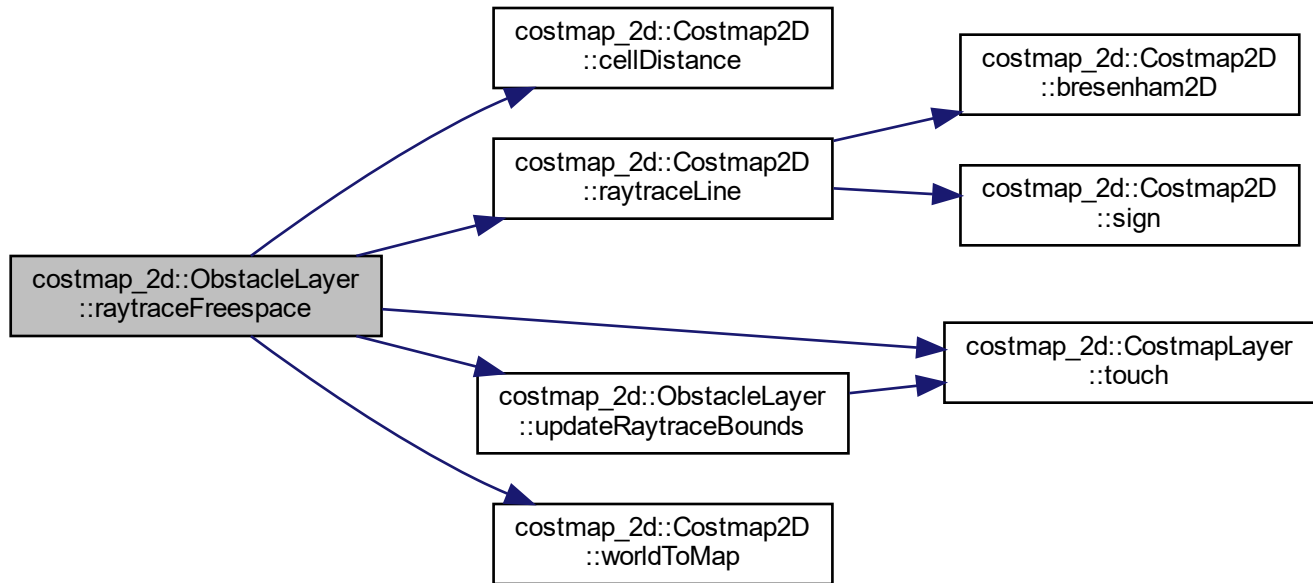 costmap_2d::Costmap2D
::cellDistance
costmap_2d::Costmap2D
::bresenham2D
costmap_2d::Costmap2D
::raytraceLine
costmap_2d::Costmap2D
::sign
costmap_2d::ObstacleLayer
::raytraceFreespace
costmap_2d::CostmapLayer
::touch
costmap_2d::ObstacleLayer
::updateRaytraceBounds
costmap_2d::Costmap2D
::worldToMap